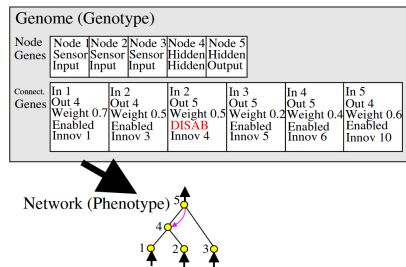 Genome (Genotype)
Node Genes
Node 1 Sensor Input
Node 2 Sensor Input
Node 3 Sensor Input
Node 4 Hidden Hidden
Node 5 Hidden Output
Connect. Genes
In 1
Out 4
Weight 0.7
Enabled
Innov 1
In 2
Out 4
Weight 0.5
Enabled
Innov 3
In 2
Out 5
Weight 0.5
DISAB
Innov 4
In 3
Out 5
Weight 0.2
Enabled
Innov 5
In 4
Out 5
Weight 0.4
Enabled
Innov 6
In 5
Out 4
Weight 0.6
Enabled
Innov 10
Network (Phenotype)
5
4
1
2
3